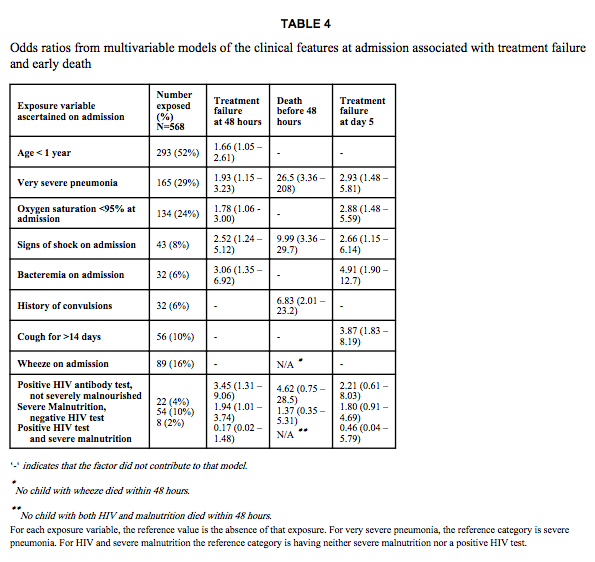 TABLE 4
Odds ratios from multivariable models of the clinical features at admission associated with treatment failure
and early death
Exposure variable
ascertained on admission
Number
exposed
(%)
N=568
Treatment
failure
at 48 hours
Death
before 48
hours
Treatment
failure
at day 5
Age < 1 year
293 (52%)
1.66 (1.05 –
2.61)
-
-
Very severe pneumonia
165 (29%)
1.93 (1.15 –
3.23)
26.5 (3.36 –
208)
2.93 (1.48 –
5.81)
Oxygen saturation <95% at
admission
134 (24%)
1.78 (1.06 -
3.00)
-
2.88 (1.48 –
5.59)
Signs of shock on admission
43 (8%)
2.52 (1.24 –
5.12)
9.99 (3.36 –
29.7)
2.66 (1.15 –
6.14)
Bacteremia on admission
32 (6%)
3.06 (1.35 –
6.92)
-
4.91 (1.90 –
12.7)
History of convulsions
32 (6%)
-
6.83 (2.01 –
23.2)
-
Cough for >14 days
56 (10%)
-
-
3.87 (1.83 –
8.19)
Wheeze on admission
89 (16%)
-
N/A *
-
Positive HIV antibody test,
not severely malnourished
Severe Malnutrition,
negative HIV test
Positive HIV test
and severe malnutrition
22 (4%)
54 (10%)
8 (2%)
3.45 (1.31 –
9.06)
1.94 (1.01 –
3.74)
0.17 (0.02 –
1.48)
4.62 (0.75 –
28.5)
1.37 (0.35 –
5.31)
N/A **
2.21 (0.61 –
8.03)
1.80 (0.91 –
4.69)
0.46 (0.04 –
5.79)
'-' indicates that the factor did not contribute to that model.
*
No child with wheeze died within 48 hours.
**
No child with both HIV and malnutrition died within 48 hours.
For each exposure variable, the reference value is the absence of that exposure. For very severe pneumonia, the reference category is severe
pneumonia. For HIV and severe malnutrition the reference category is having neither severe malnutrition nor a positive HIV test.